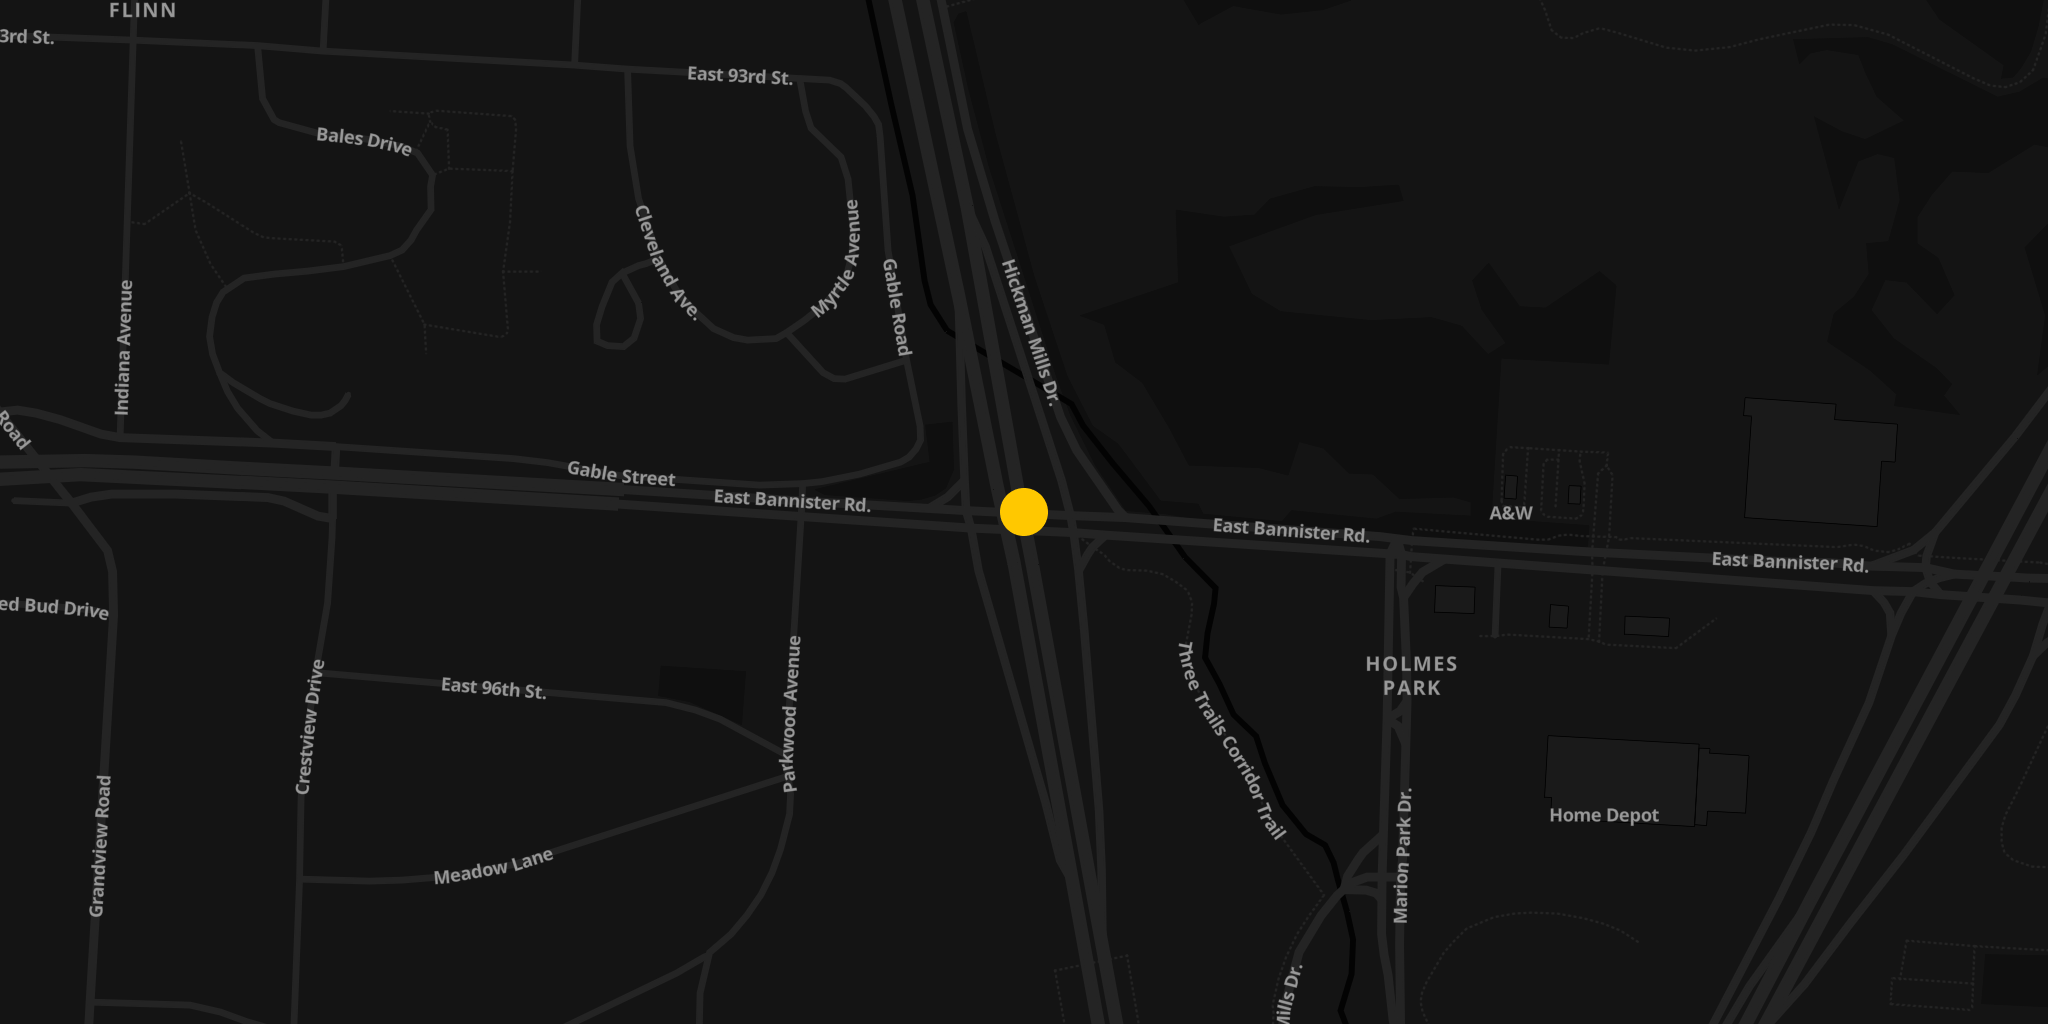 FLINN
3rd St.
East 93rd St.
Bales Drive
Cleveland Ave.
Myrtle Avenue
Gable Road
Hickman Mills Dr.
Indiana Avenue
Road
Gable Street
East Bannister Rd.
East Bannister Rd.
A&W
East Bannister Rd.
ed Bud Drive
Crestview Drive
East 96th St.
Parkwood Avenue
Three Trails Corridor Trail
HOLMES
PARK
Grandview Road
Meadow Lane
Marion Park Dr.
Home Depot
Mills Dr.